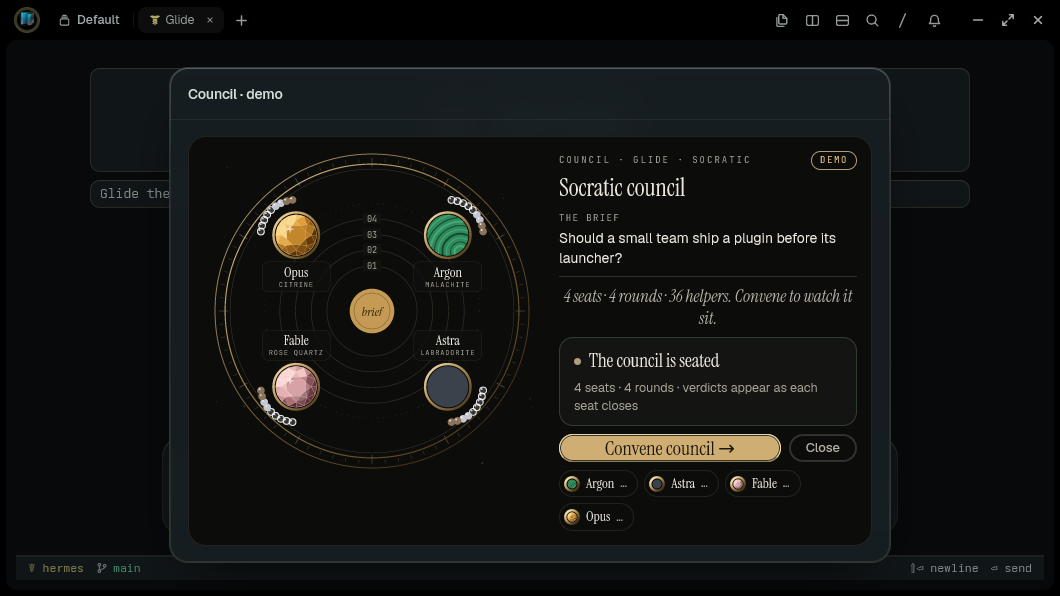 Default
Glide
Glide the
Council · demo
04
03
02
01
Opus
CITRINE
Argon
MALACHITE
brief
Fable
ROSE QUARTZ
Astra
LABRADORITE
COUNCIL · GLIDE · SOCRATIC
DEMO
Socratic council
THE BRIEF
Should a small team ship a plugin before its
launcher?
4 seats · 4 rounds · 36 helpers. Convene to watch it
sit.
The council is seated
4 seats · 4 rounds · verdicts appear as each
seat closes
Convene council →
Close
Argon …
Astra …
Fable …
Opus …
hermes
main
newline
send